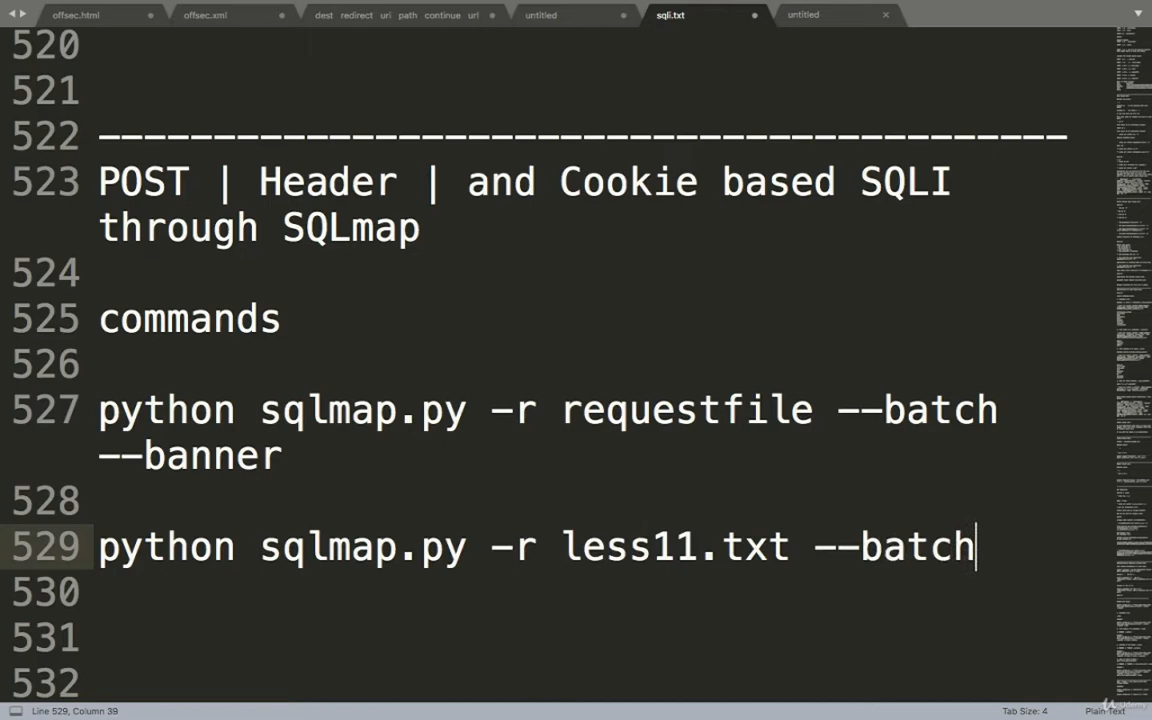 offsec.html
offsec.xml
dest redirect uri path continue url
untitled
sqli.txt
untitled
520
521
522 -------------------------------------------
523 POST | Header | and Cookie based SQLI
through SQLmap
524
525 commands
526
527 python sqlmap.py -r requestfile --batch
--banner
528
529 python sqlmap.py -r less11.txt --batch
530
531
532
Line 529, Column 39
Tab Size: 4
Plain Text